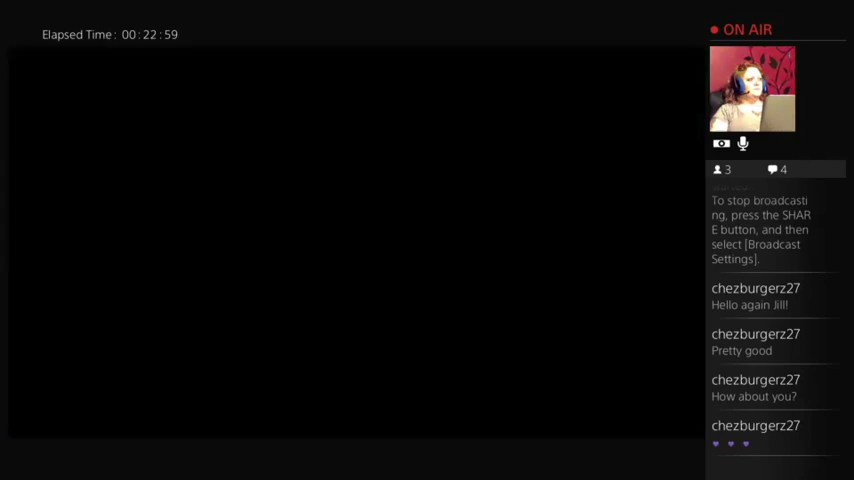 Elapsed Time: 00:22:59
ON AIR
3 4
To stop broadcasti
ng, press the SHAR
E button, and then
select [Broadcast
Settings].
chezburgerz27
Hello again Jill!
chezburgerz27
Pretty good
chezburgerz27
How about you?
chezburgerz27